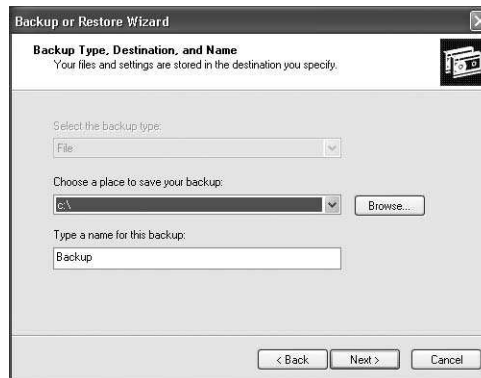 Backup or Restore Wizard
Backup Type, Destination, and Name
Your files and settings are stored in the destination you specify.
Select the backup type:
File
Choose a place to save your backup:
c:\
Browse...
Type a name for this backup:
Backup
< Back
Next >
Cancel